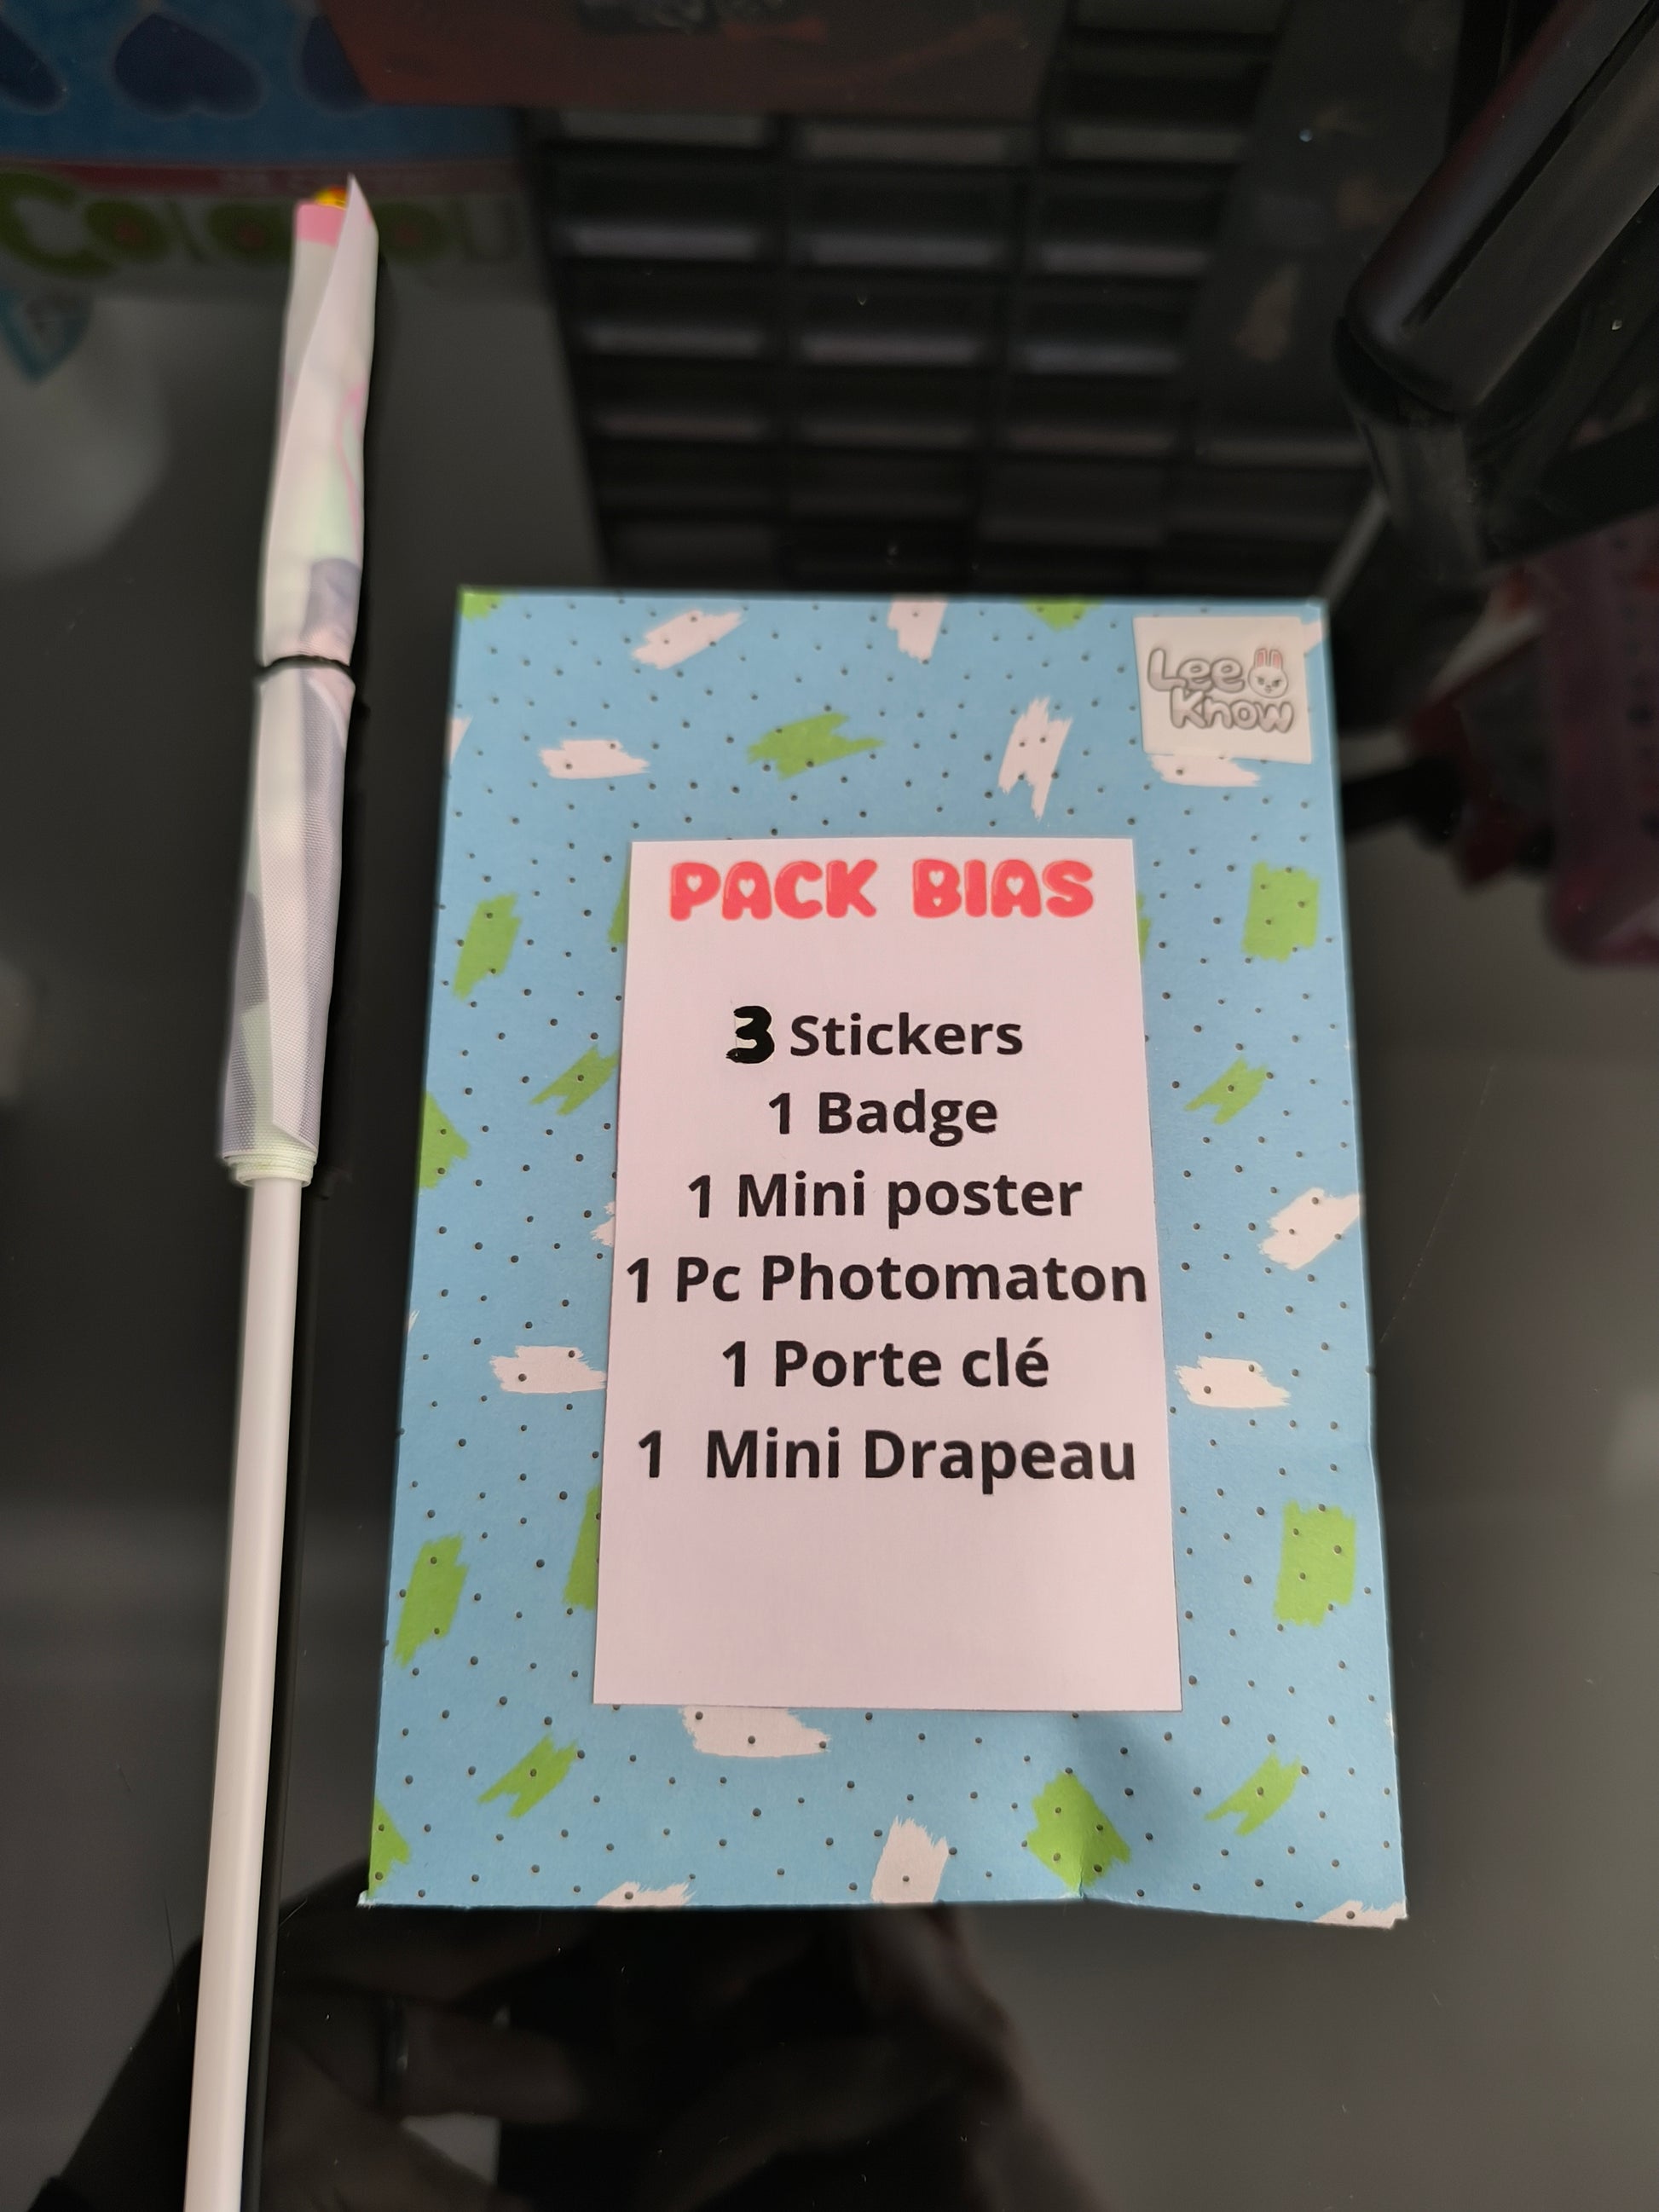 Lee
Know
PACK BIAS
3 Stickers
1 Badge
1 Mini poster
1 Pc Photomaton
1 Porte clé
1 Mini Drapeau